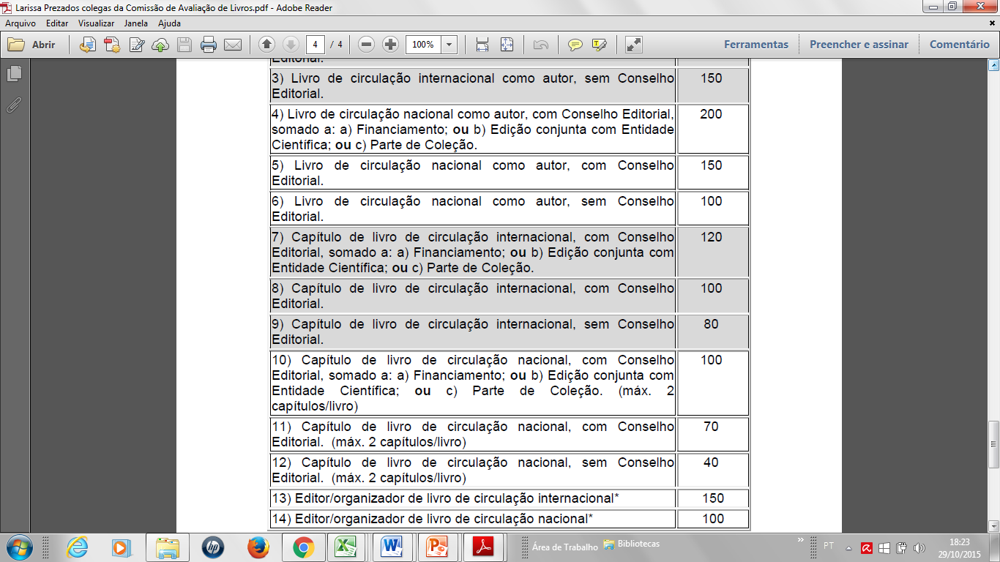 Larissa Prezados colegas da Comissão de Avaliação de Livros.pdf - Adobe Reader
Arquivo Editar Visualizar Janela Ajuda
Abrir 4 / 4 100% Ferramentas Preencher e assinar Comentário
Editorial.
3) Livro de circulação internacional como autor, sem Conselho 150
Editorial.
4) Livro de circulação nacional como autor, com Conselho Editorial, 200
somado a: a) Financiamento; ou b) Edição conjunta com Entidade
Científica; ou c) Parte de Coleção.
5) Livro de circulação nacional como autor, com Conselho 150
Editorial.
6) Livro de circulação nacional como autor, sem Conselho 100
Editorial.
7) Capítulo de livro de circulação internacional, com Conselho 120
Editorial, somado a: a) Financiamento; ou b) Edição conjunta com
Entidade Científica; ou c) Parte de Coleção.
8) Capítulo de livro de circulação internacional, com Conselho 100
Editorial.
9) Capítulo de livro de circulação internacional, sem Conselho 80
Editorial.
10) Capítulo de livro de circulação nacional, com Conselho 100
Editorial, somado a: a) Financiamento; ou b) Edição conjunta com
Entidade Científica; ou c) Parte de Coleção. (máx. 2
capítulos/livro)
11) Capítulo de livro de circulação nacional, com Conselho 70
Editorial. (máx. 2 capítulos/livro)
12) Capítulo de livro de circulação nacional, sem Conselho 40
Editorial. (máx. 2 capítulos/livro)
13) Editor/organizador de livro de circulação internacional* 150
14) Editor/organizador de livro de circulação nacional* 100
Área de Trabalho Bibliotecas » PT 18:23
29/10/2015